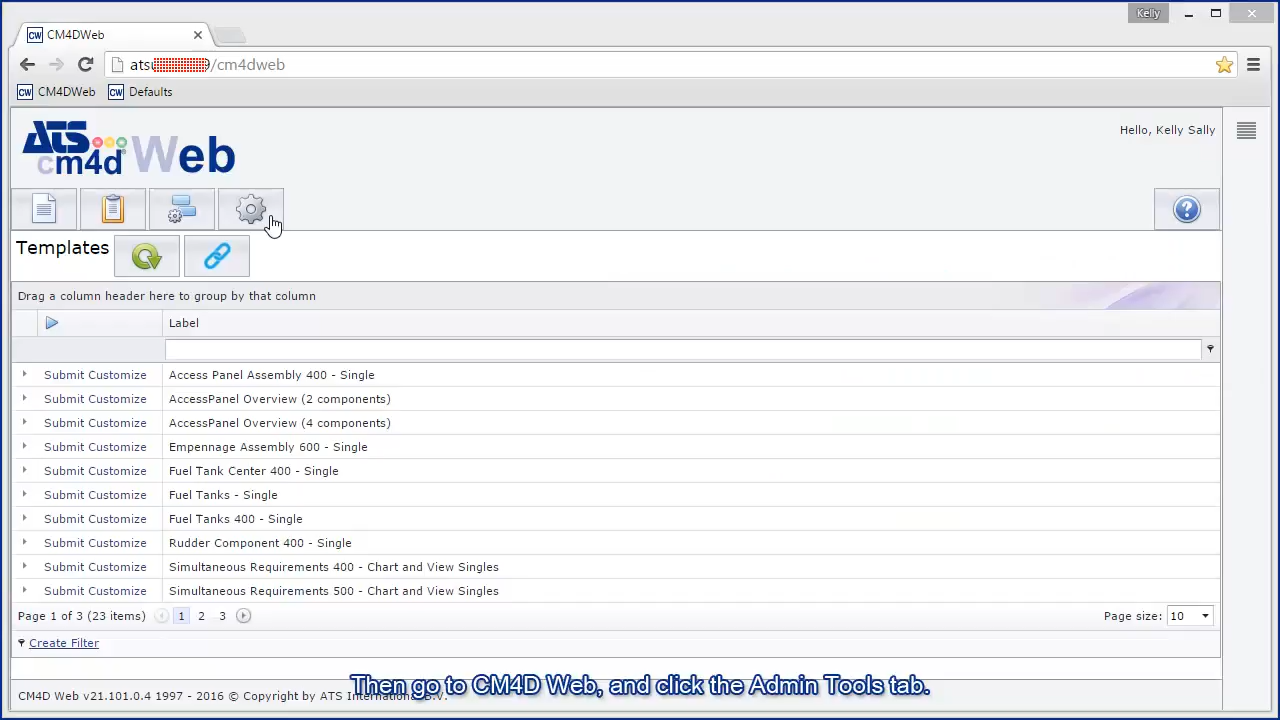 Kelly
CW CM4DWeb
atsu 9/cm4dweb
CW CM4DWeb CW Defaults
ATS cm4d Web
Hello, Kelly Sally
Templates
Drag a column header here to group by that column
Label
Submit Customize Access Panel Assembly 400 - Single
Submit Customize AccessPanel Overview (2 components)
Submit Customize AccessPanel Overview (4 components)
Submit Customize Empennage Assembly 600 - Single
Submit Customize Fuel Tank Center 400 - Single
Submit Customize Fuel Tanks - Single
Submit Customize Fuel Tanks 400 - Single
Submit Customize Rudder Component 400 - Single
Submit Customize Simultaneous Requirements 400 - Chart and View Singles
Submit Customize Simultaneous Requirements 500 - Chart and View Singles
Page 1 of 3 (23 items) 1 2 3 Page size: 10
Create Filter
Then go to CM4D Web, and click the Admin Tools tab.
CM4D Web v21.101.0.4 1997 - 2016 © Copyright by ATS International B.V.